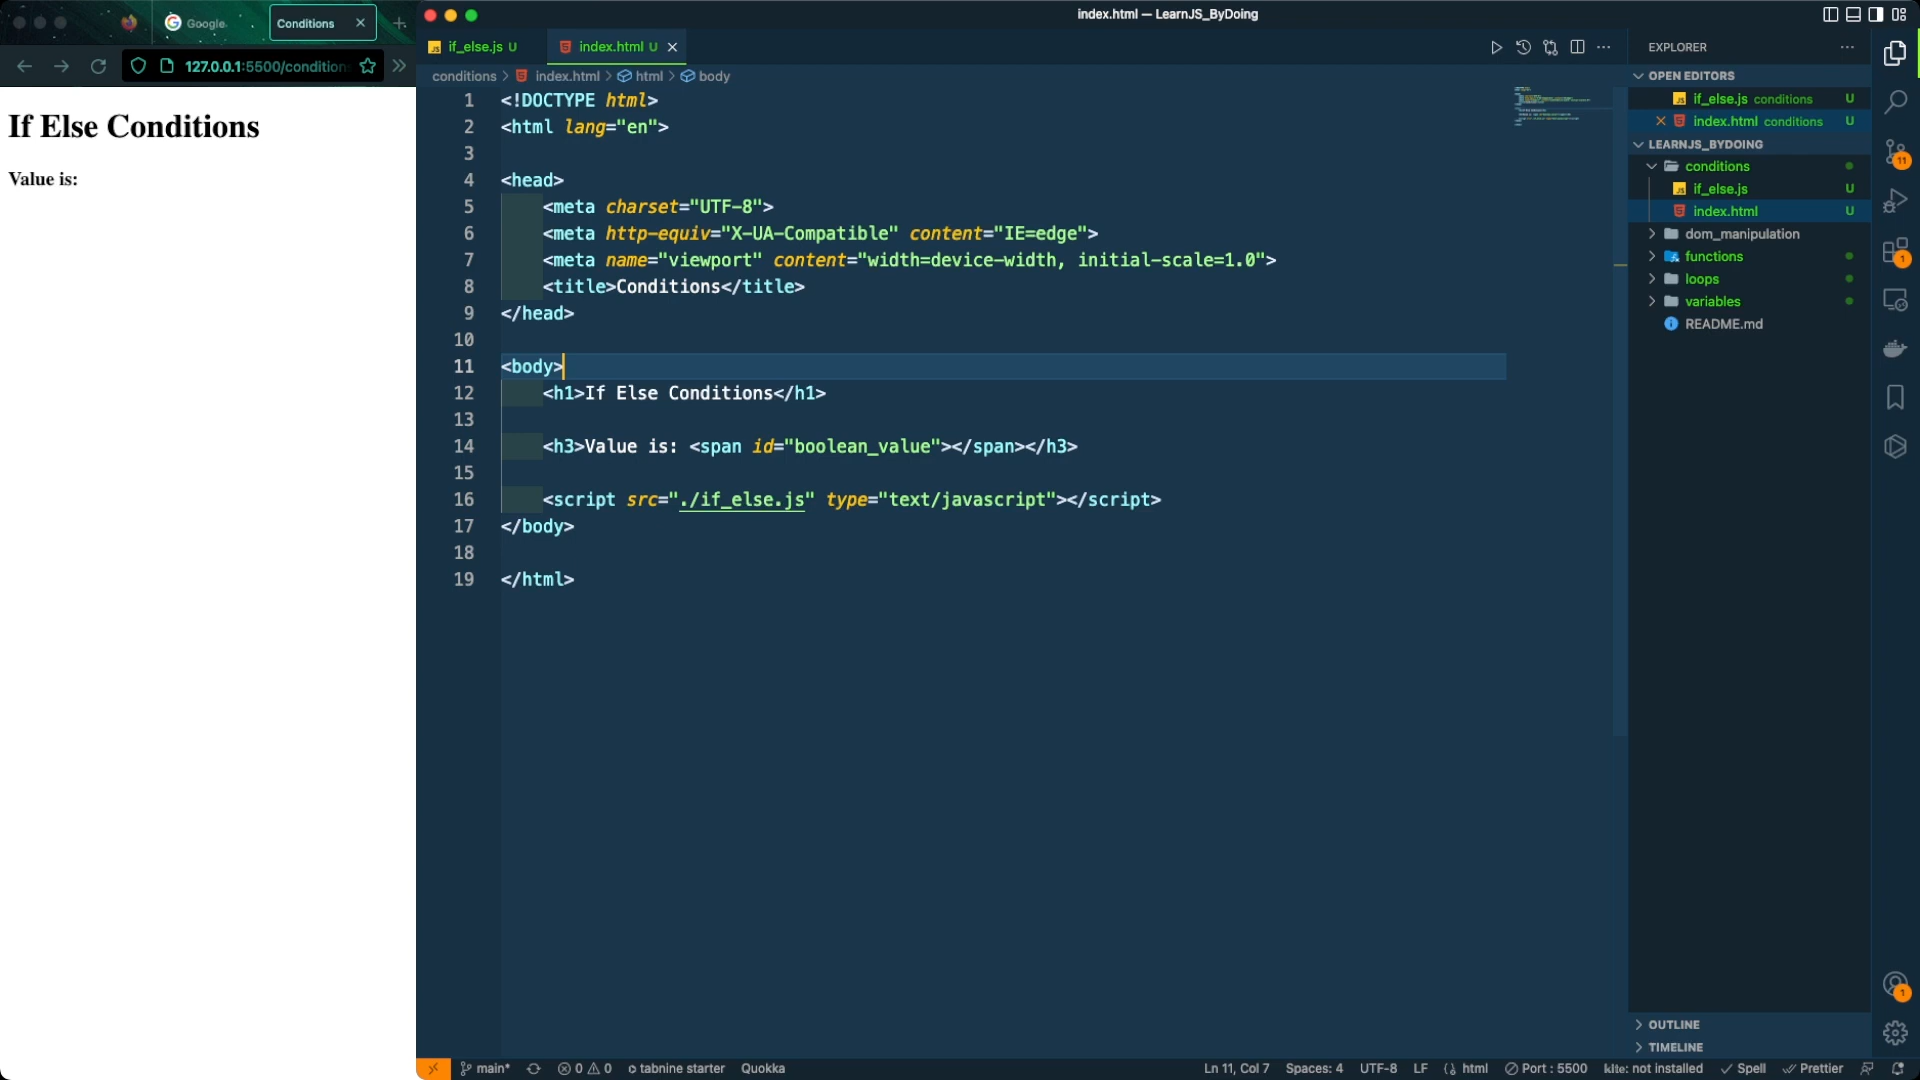 Google
Conditions
127.0.0.1:5500/condition
If Else Conditions
Value is:
index.html — LearnJS_ByDoing
if_else.js U
index.html U
conditions > index.html > html > body
1 <!DOCTYPE html>
2 <html lang="en">
3
4 <head>
5 <meta charset="UTF-8">
6 <meta http-equiv="X-UA-Compatible" content="IE=edge">
7 <meta name="viewport" content="width=device-width, initial-scale=1.0">
8 <title>Conditions</title>
9 </head>
10
11 <body>
12 <h1>If Else Conditions</h1>
13
14 <h3>Value is: <span id="boolean_value"></span></h3>
15
16 <script src="./if_else.js" type="text/javascript"></script>
17 </body>
18
19 </html>
EXPLORER
OPEN EDITORS
if_else.js conditions U
index.html conditions U
LEARNJS_BYDOING
conditions
if_else.js U
index.html U
dom_manipulation
functions
loops
variables
README.md
OUTLINE
TIMELINE
11
1
1
main* 0 0 tabnine starter Quokka
Ln 11, Col 7 Spaces: 4 UTF-8 LF html Port : 5500 kite: not installed Spell Prettier